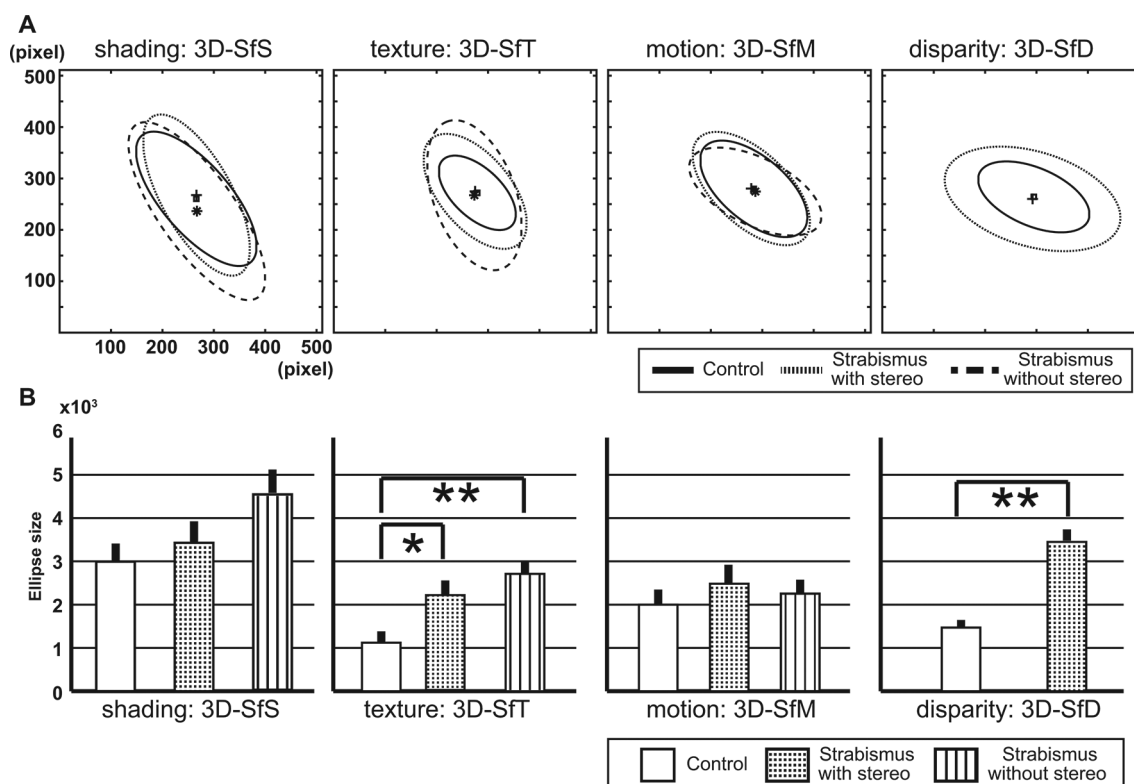 A
(pixel)
shading: 3D-SfS
texture: 3D-SfT
motion: 3D-SfM
disparity: 3D-SfD
500
400
300
200
100
100 200 300 400 500
(pixel)
Control
Strabismus
with stereo
Strabismus
without stereo
B
x10³
6
5
4
3
2
1
0
Ellipse size
**
*
**
shading: 3D-SfS
texture: 3D-SfT
motion: 3D-SfM
disparity: 3D-SfD
Control
Strabismus
with stereo
Strabismus
without stereo